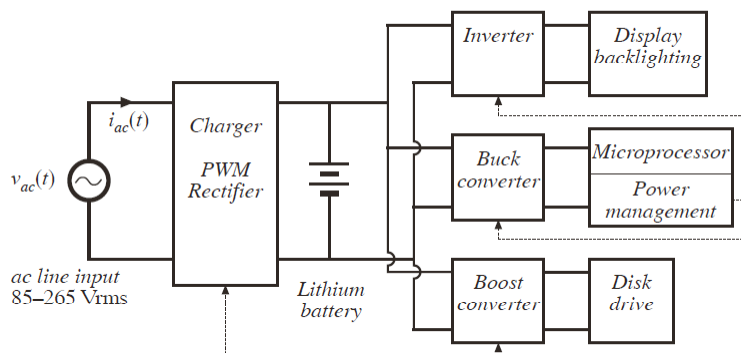 Inverter
Display
backlighting
i_ac(t)
Charger
PWM
Rectifier
v_ac(t)
Buck
converter
Microprocessor
Power
management
ac line input
85–265 Vrms
Lithium
battery
Boost
converter
Disk
drive